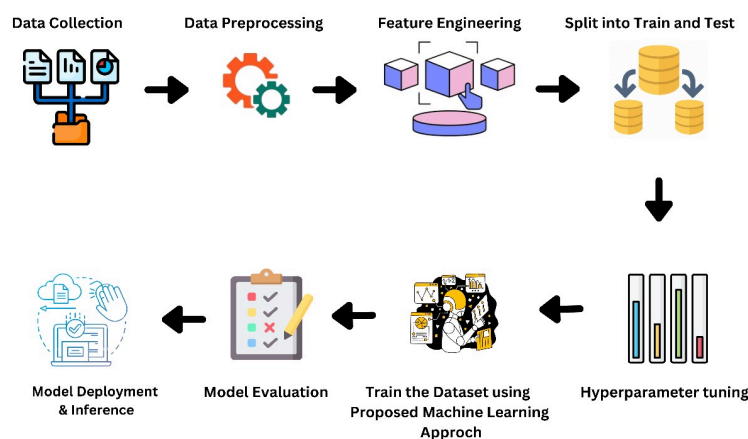 Data Collection
Data Preprocessing
Feature Engineering
Split into Train and Test
Model Deployment
& Inference
Model Evaluation
Train the Dataset using
Proposed Machine Learning
Approch
Hyperparameter tuning